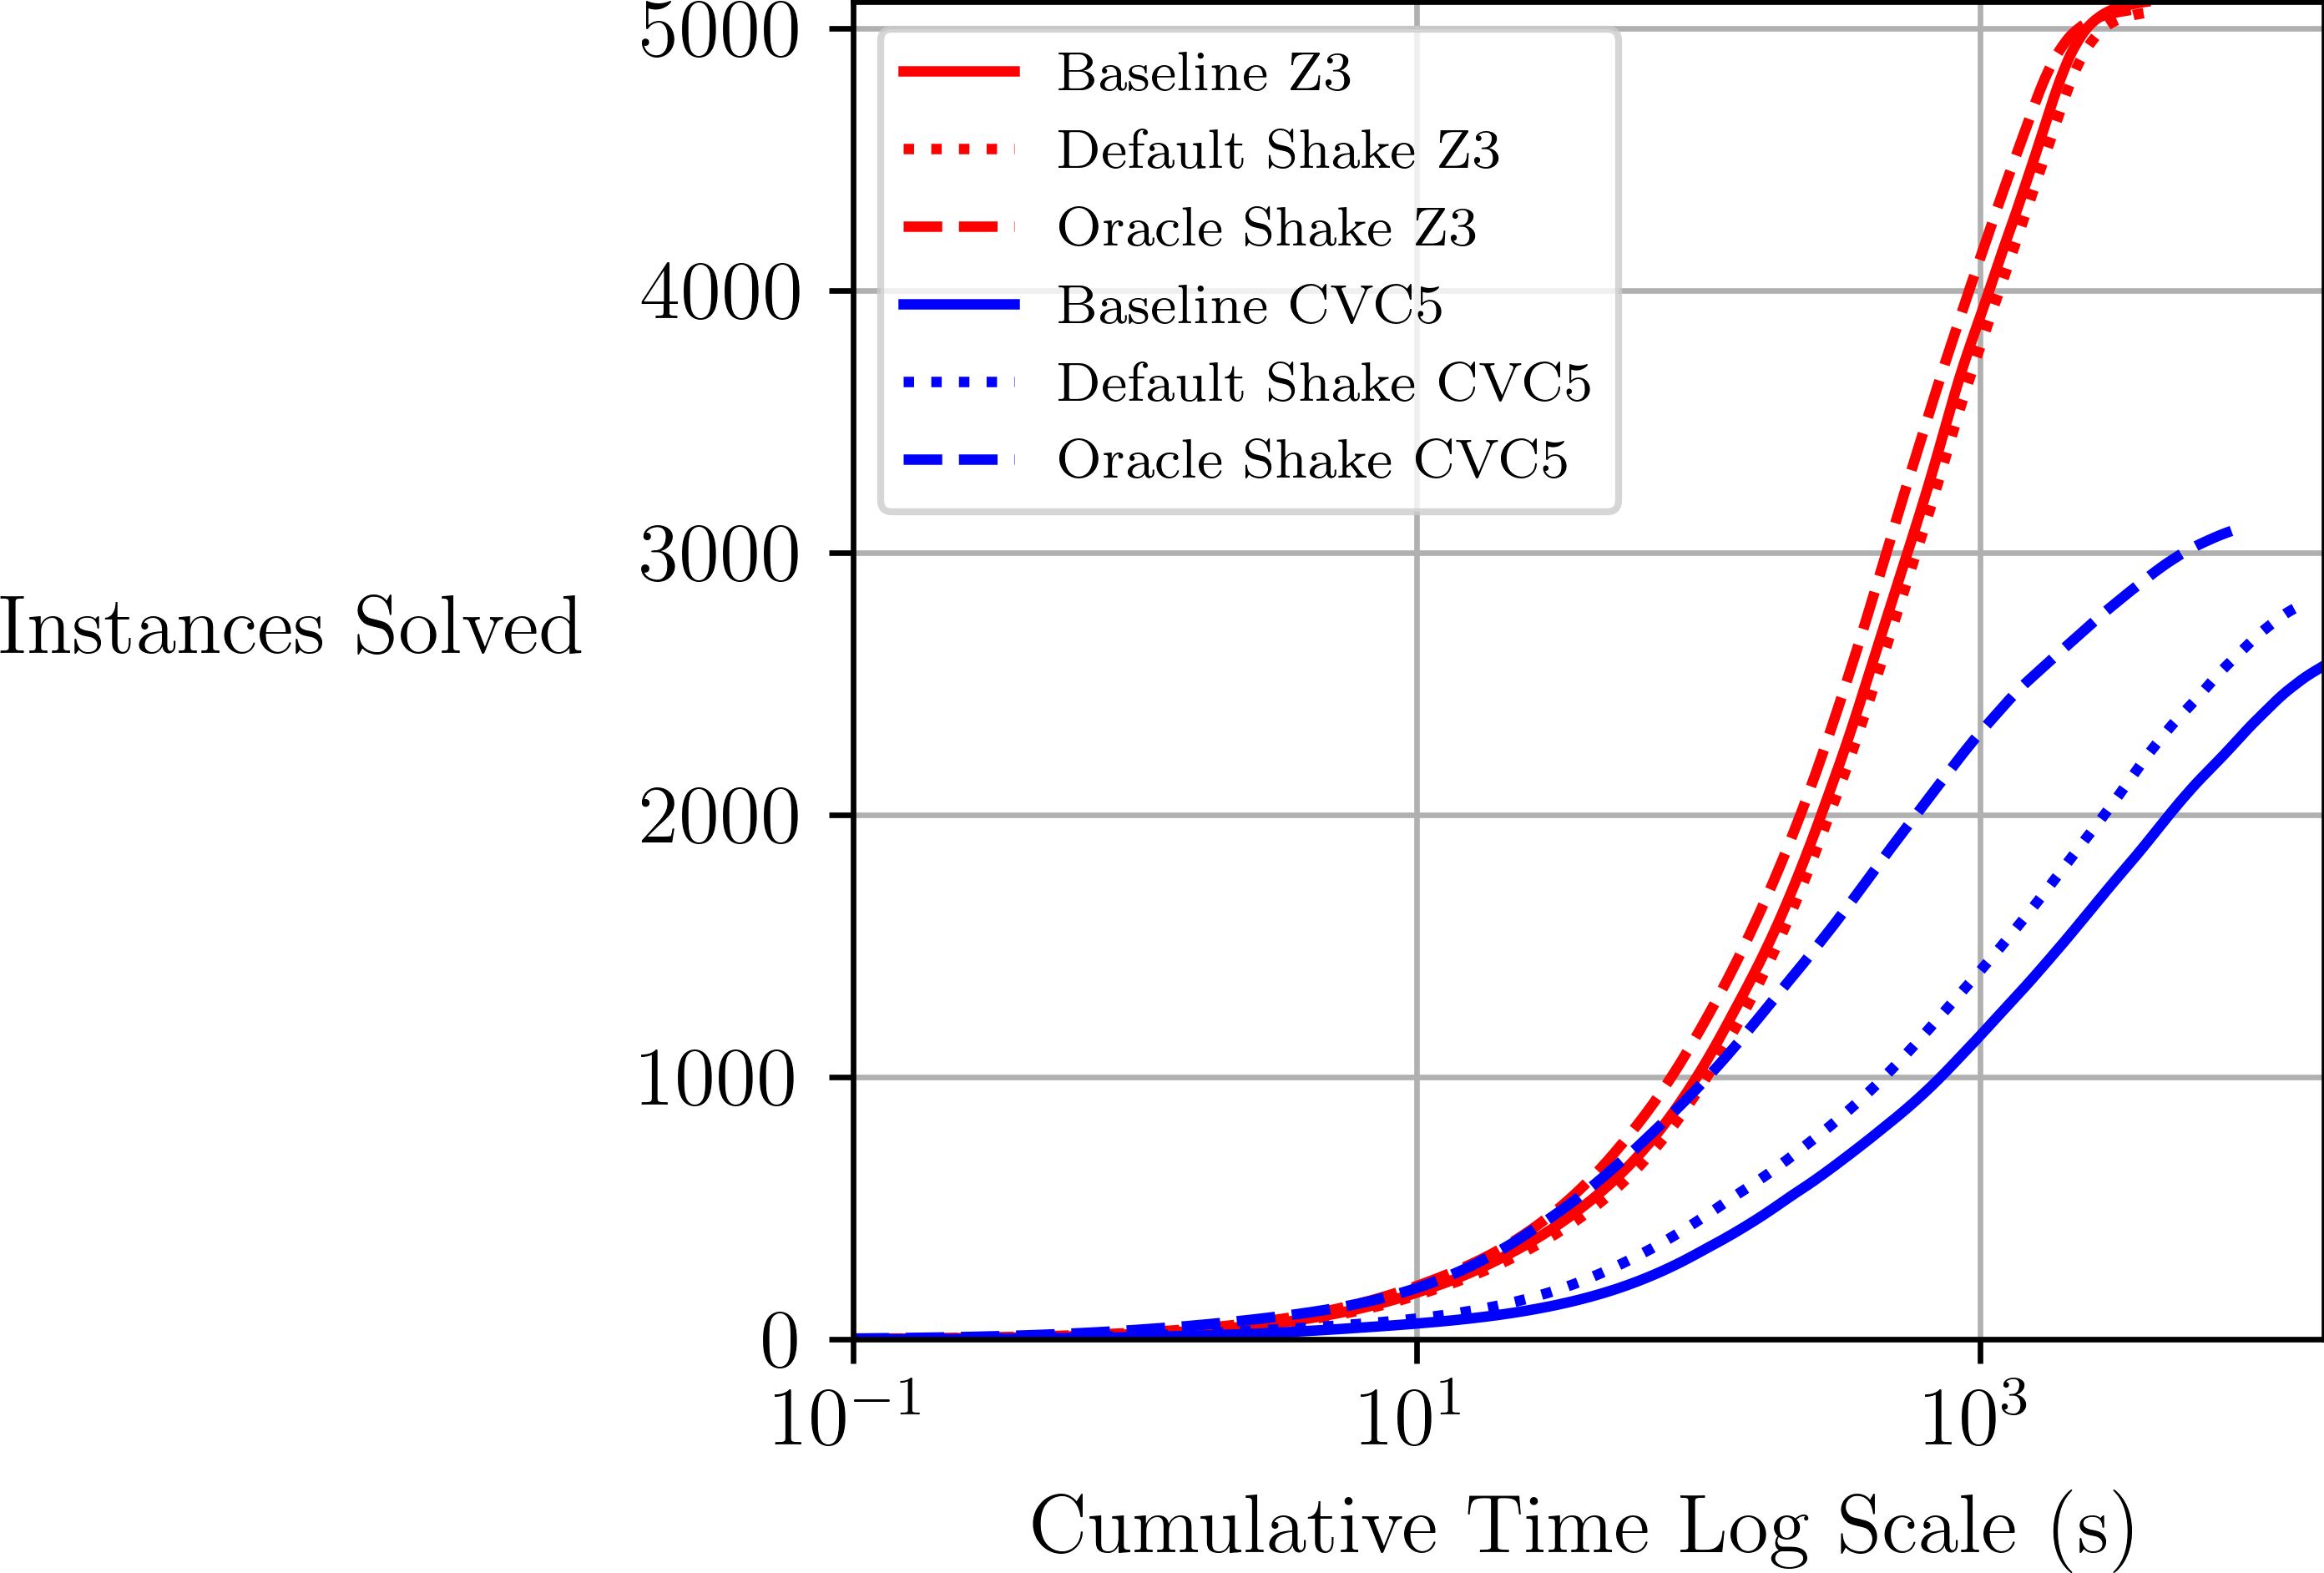 5000
Baseline Z3
Default Shake Z3
Oracle Shake Z3
4000
Baseline CVC5
Default Shake CVC5
Oracle Shake CVC5
3000
Instances Solved
2000
1000
0
10⁻¹ 10¹ 10³
Cumulative Time Log Scale (s)